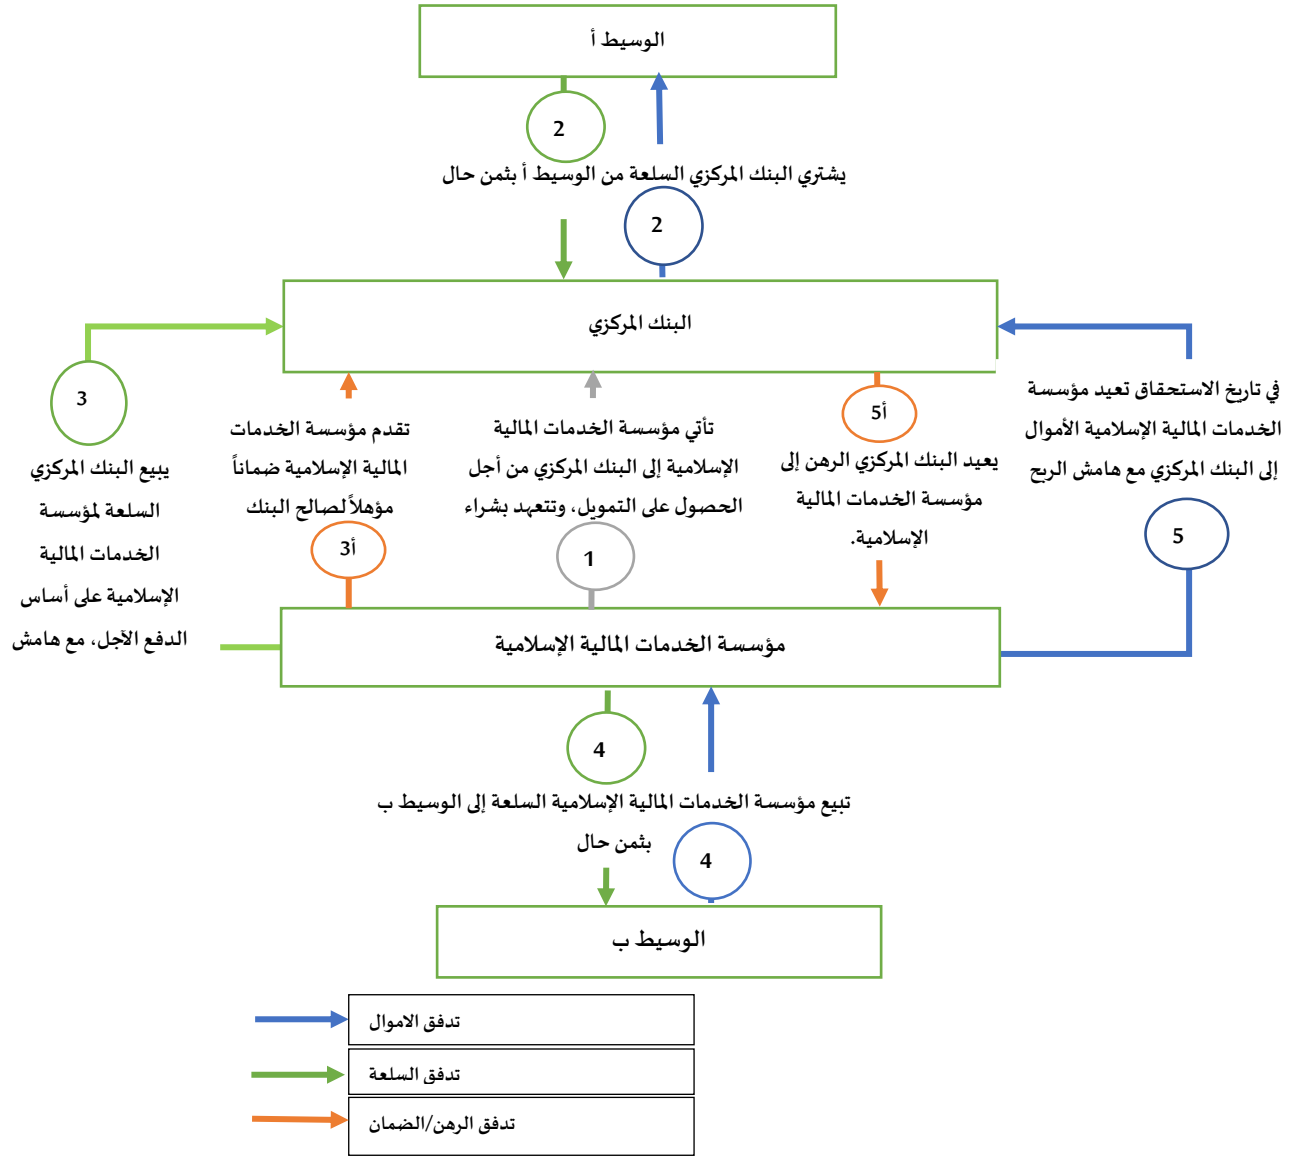 الوسيط أ
2
يشتري البنك المركزي السلعة من الوسيط أ بثمن حال
2
البنك المركزي
في تاريخ الاستحقاق تعيد مؤسسة
الخدمات المالية الإسلامية الأموال
إلى البنك المركزي مع هامش الربح
5
أ5
يعيد البنك المركزي الرهن إلى
مؤسسة الخدمات المالية
الإسلامية.
تأتي مؤسسة الخدمات المالية
الإسلامية إلى البنك المركزي من أجل
الحصول على التمويل، وتتعهد بشراء
1
تقدم مؤسسة الخدمات
المالية الإسلامية ضماناً
مؤهلاً لصالح البنك
أ3
3
يبيع البنك المركزي
السلعة لمؤسسة
الخدمات المالية
الإسلامية على أساس
الدفع الآجل، مع هامش
مؤسسة الخدمات المالية الإسلامية
4
تبيع مؤسسة الخدمات المالية الإسلامية السلعة إلى الوسيط ب
بثمن حال
4
الوسيط ب
تدفق الاموال
تدفق السلعة
تدفق الرهن/الضمان